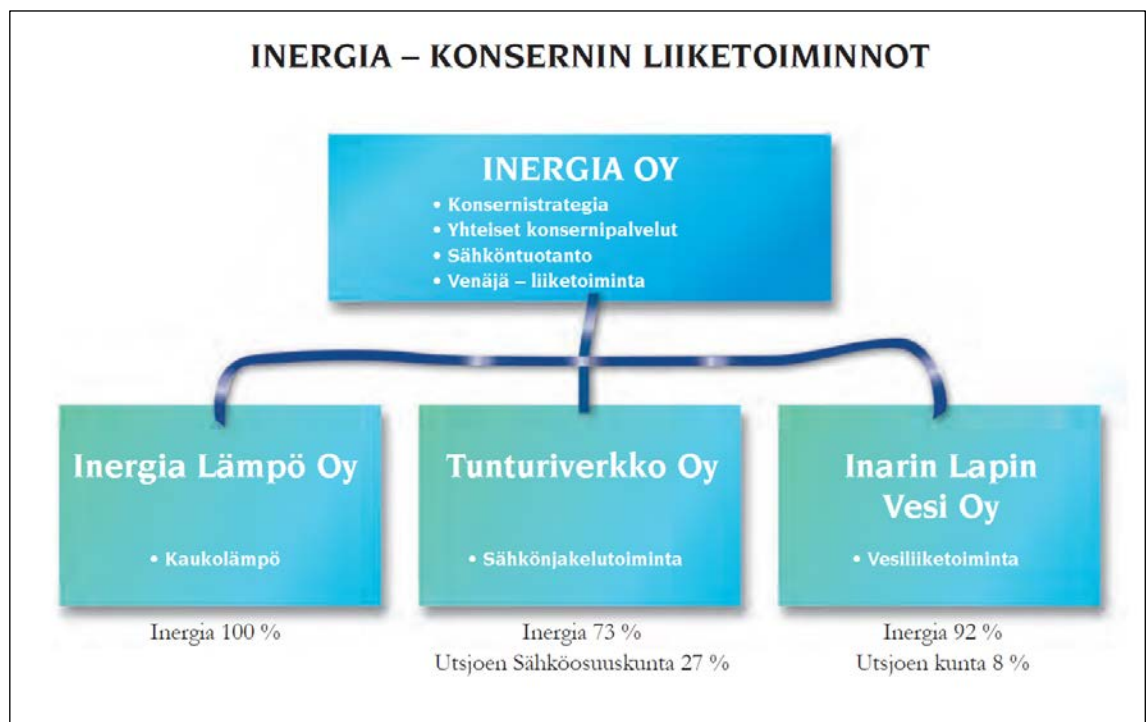 INERGIA – KONSERNIN LIIKETOIMINNOT
INERGIA OY
• Konsernistrategia
• Yhteiset konsernipalvelut
• Sähköntuotanto
• Venäjä – liiketoiminta
Inergia Lämpö Oy
• Kaukolämpö
Inergia 100 %
Tunturiverkko Oy
• Sähkönjakelutoiminta
Inergia 73 %
Utsjoen Sähköosuuskunta 27 %
Inarin Lapin
Vesi Oy
• Vesiliiketoiminta
Inergia 92 %
Utsjoen kunta 8 %